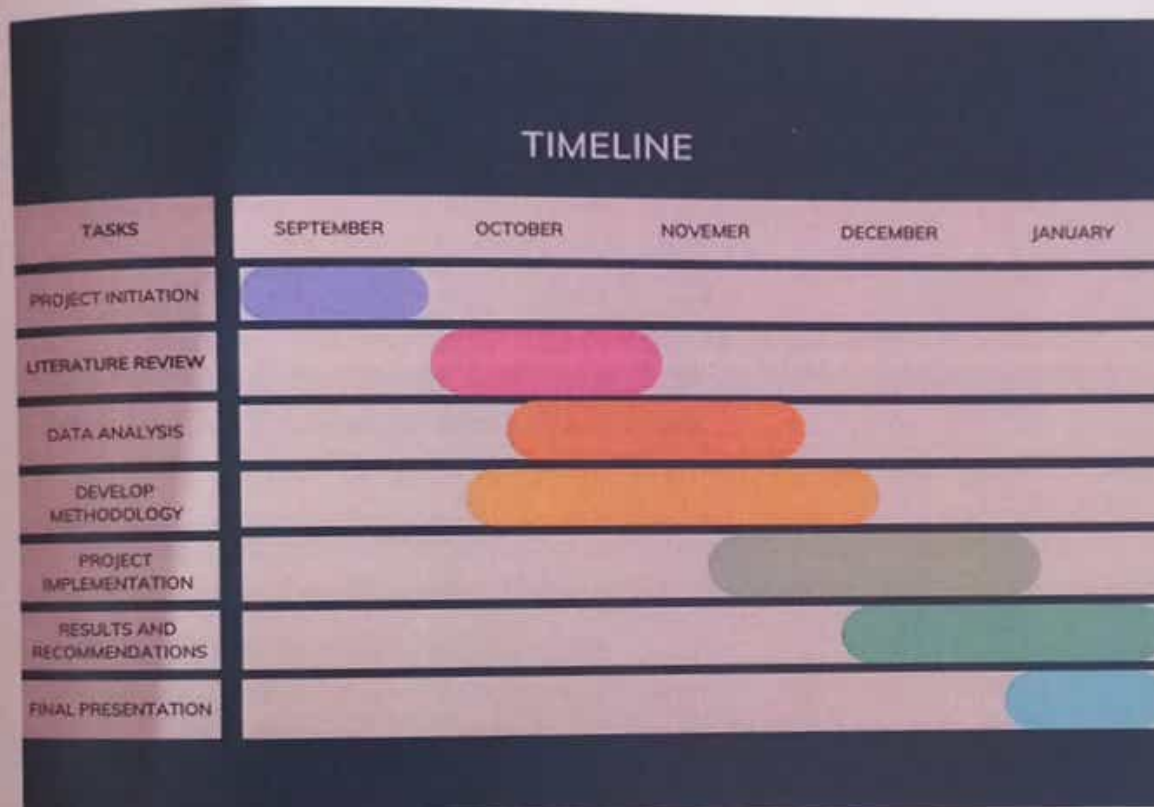 TIMELINE
TASKS SEPTEMBER OCTOBER NOVEMER DECEMBER JANUARY
PROJECT INITIATION
LITERATURE REVIEW
DATA ANALYSIS
DEVELOP
METHODOLOGY
PROJECT
IMPLEMENTATION
RESULTS AND
RECOMMENDATIONS
FINAL PRESENTATION